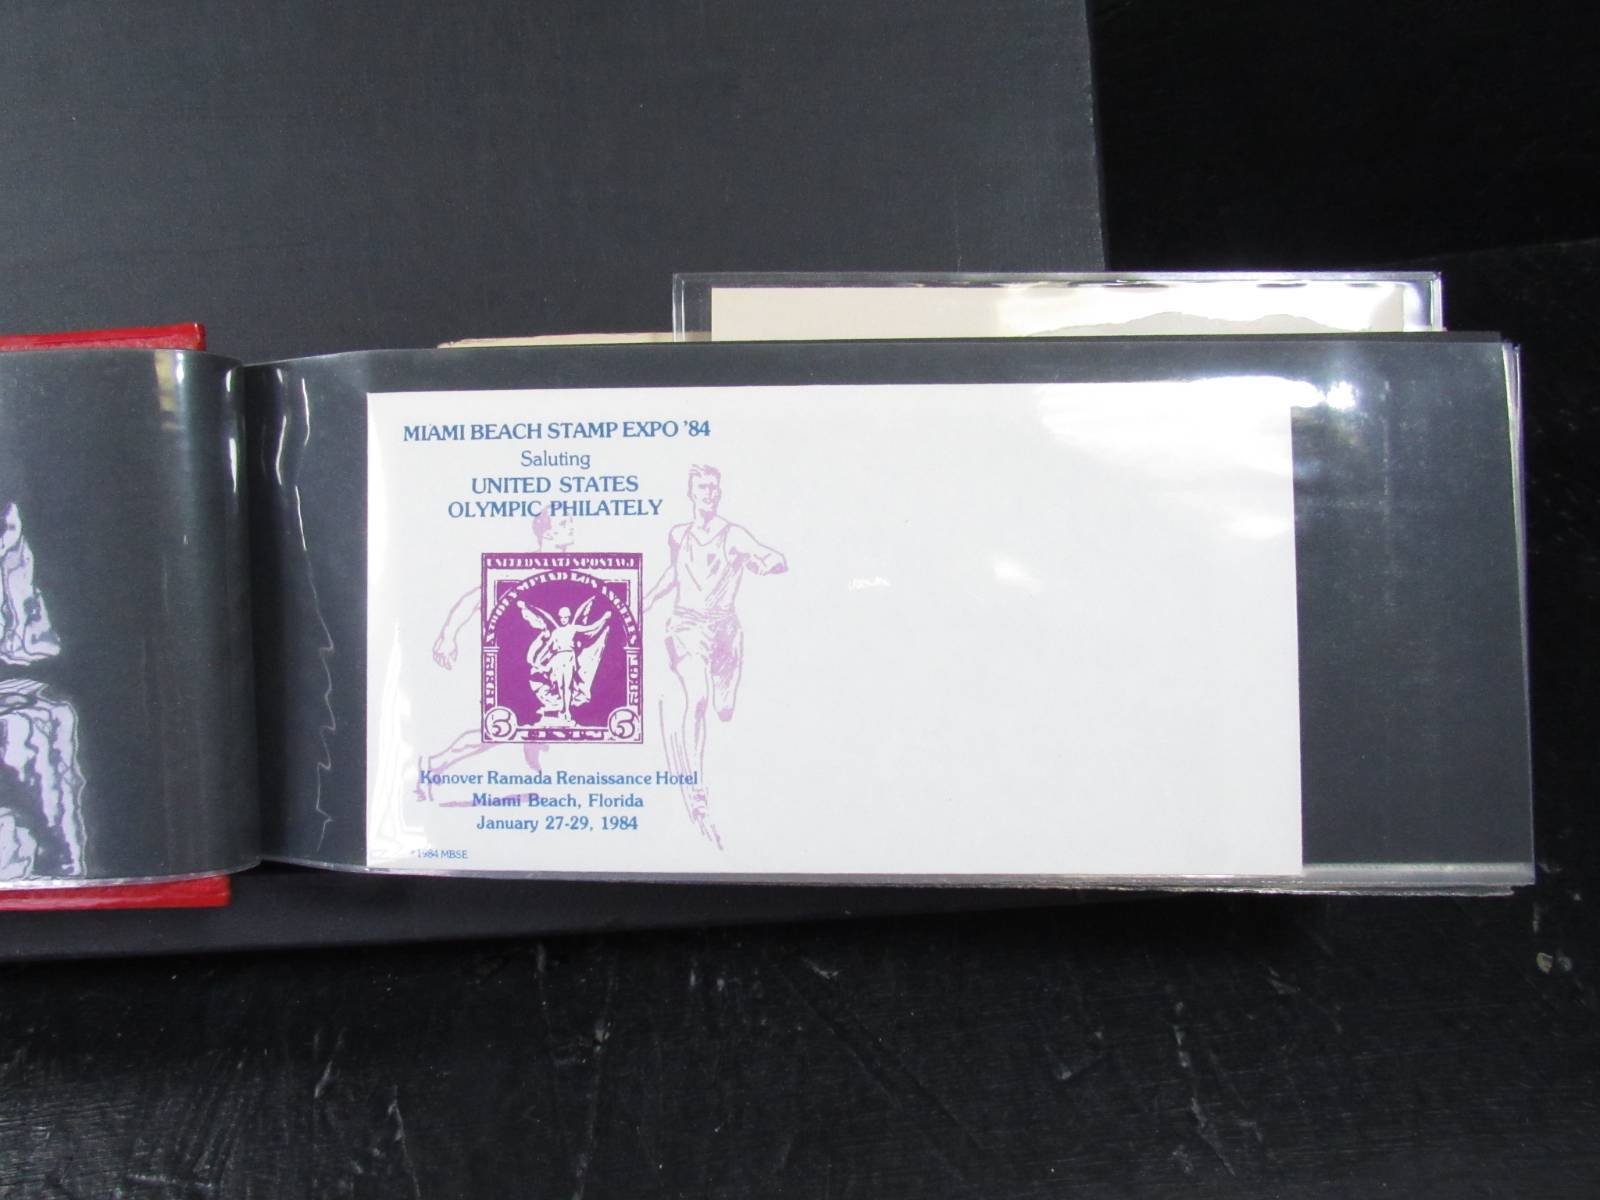 MIAMI BEACH STAMP EXPO '84
Saluting
UNITED STATES
OLYMPIC PHILATELY
UNITED STATES POSTAGE
5 CENTS 5
Konover Ramada Renaissance Hotel
Miami Beach, Florida
January 27-29, 1984
1984 MBSE